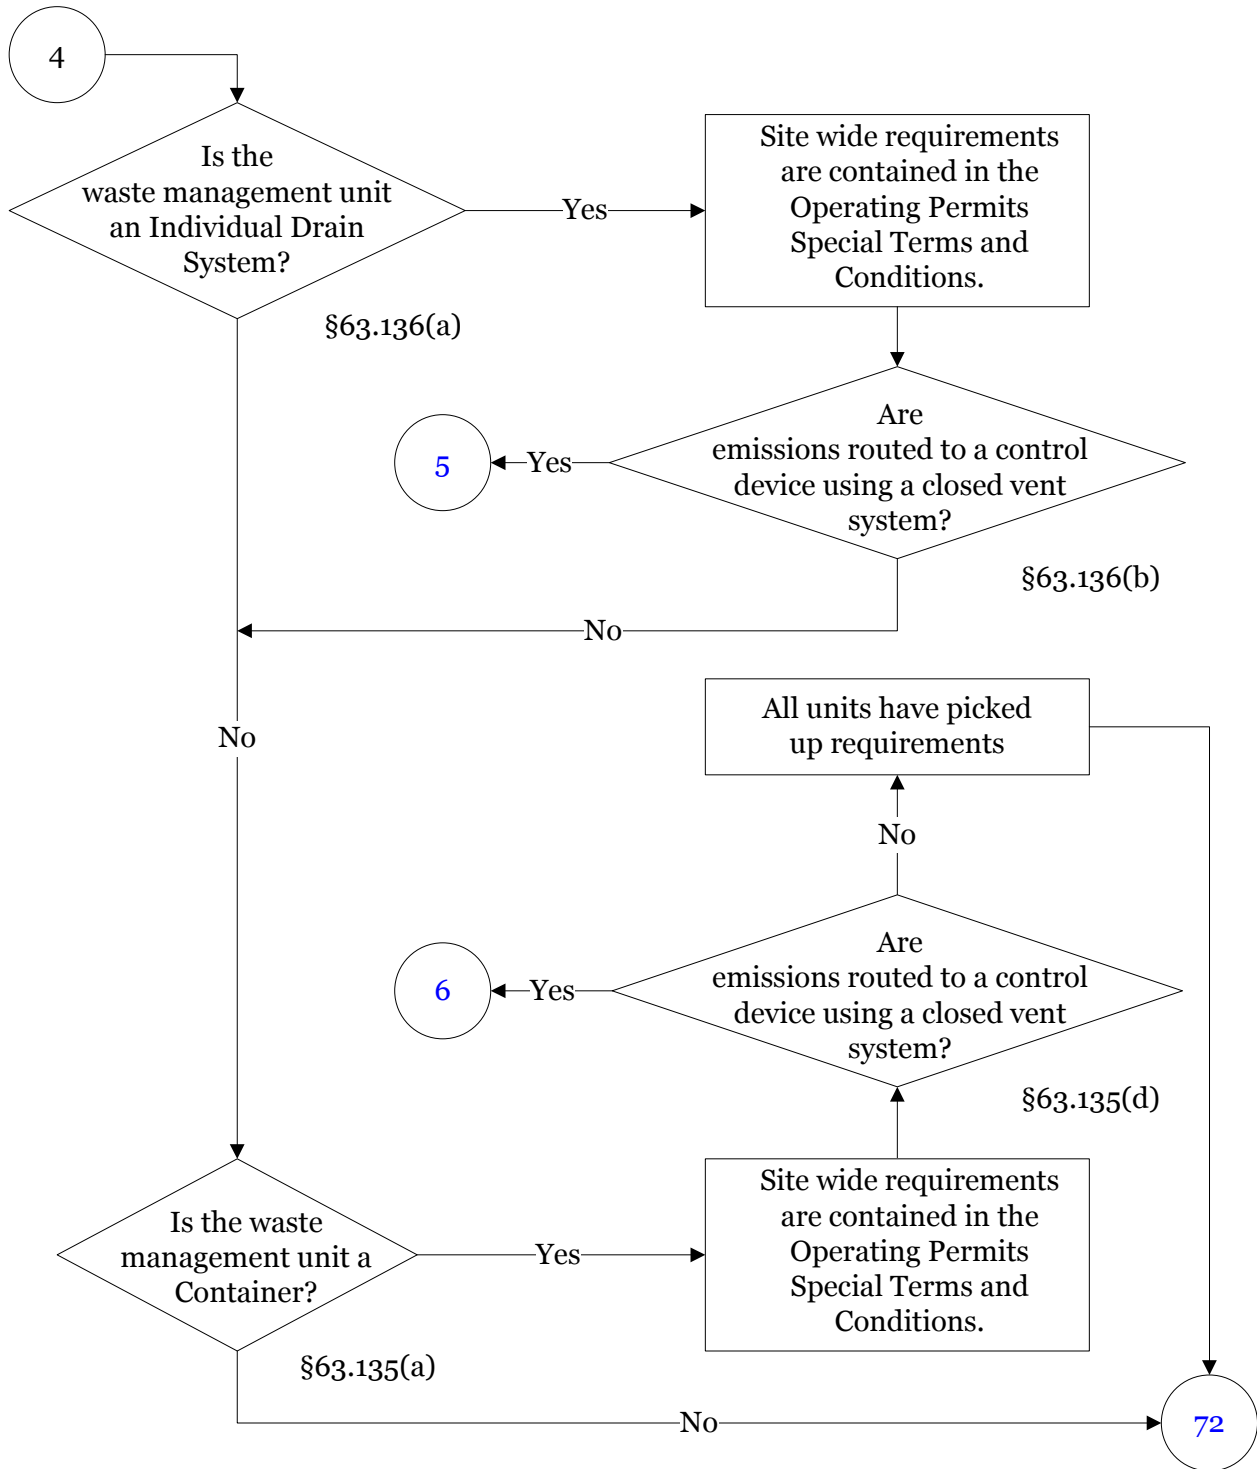 4
Is the
waste management unit
an Individual Drain
System?
§63.136(a)
Yes
Site wide requirements
are contained in the
Operating Permits
Special Terms and
Conditions.
Are
emissions routed to a control
device using a closed vent
system?
§63.136(b)
Yes
5
No
No
All units have picked
up requirements
No
Are
emissions routed to a control
device using a closed vent
system?
§63.135(d)
Yes
6
Is the waste
management unit a
Container?
§63.135(a)
Yes
Site wide requirements
are contained in the
Operating Permits
Special Terms and
Conditions.
No
72